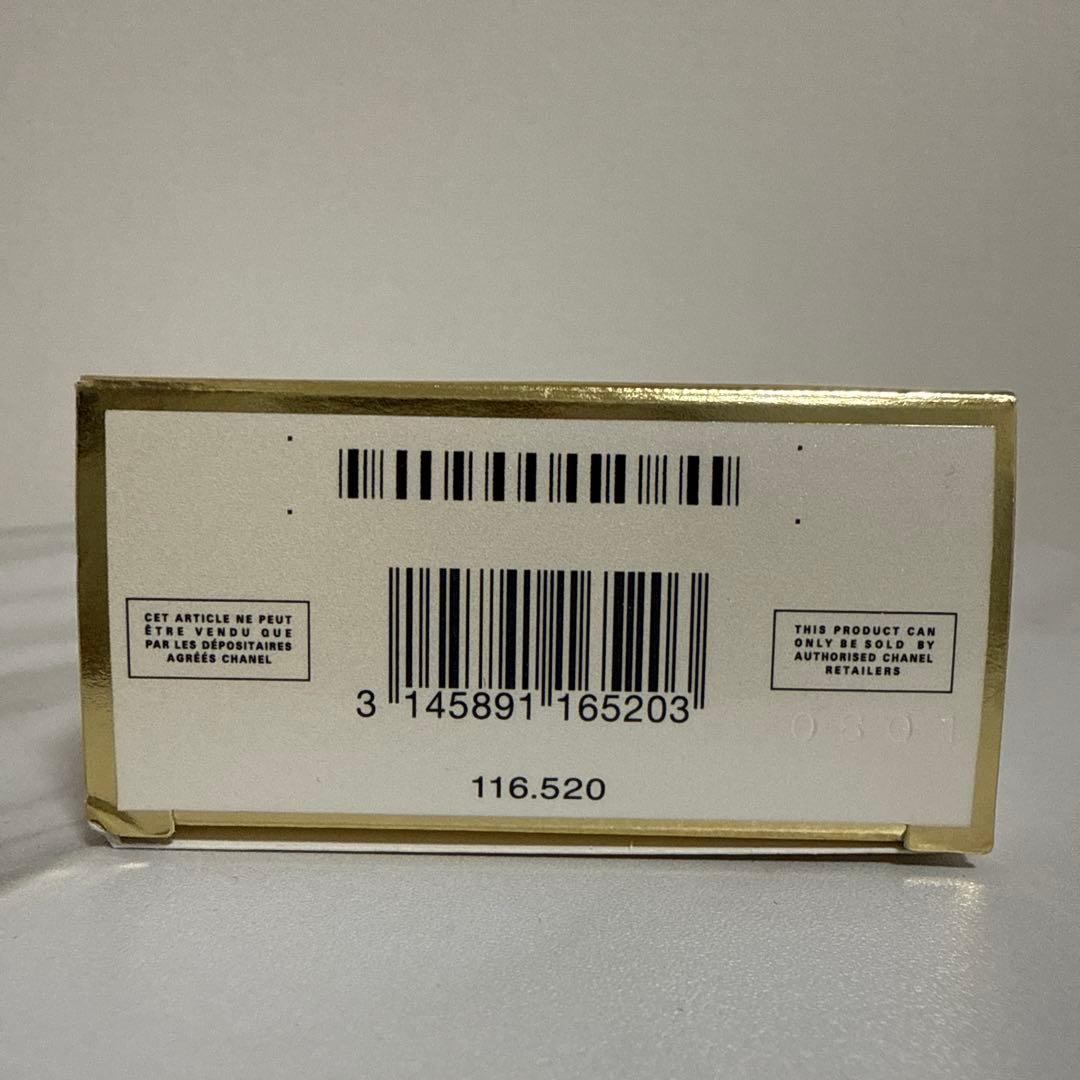 CET ARTICLE NE PEUT
ÊTRE VENDU QUE
PAR LES DÉPOSITAIRES
AGRÉÉS CHANEL
THIS PRODUCT CAN
ONLY BE SOLD BY
AUTHORISED CHANEL
RETAILERS
3 145891 165203
0301
116.520